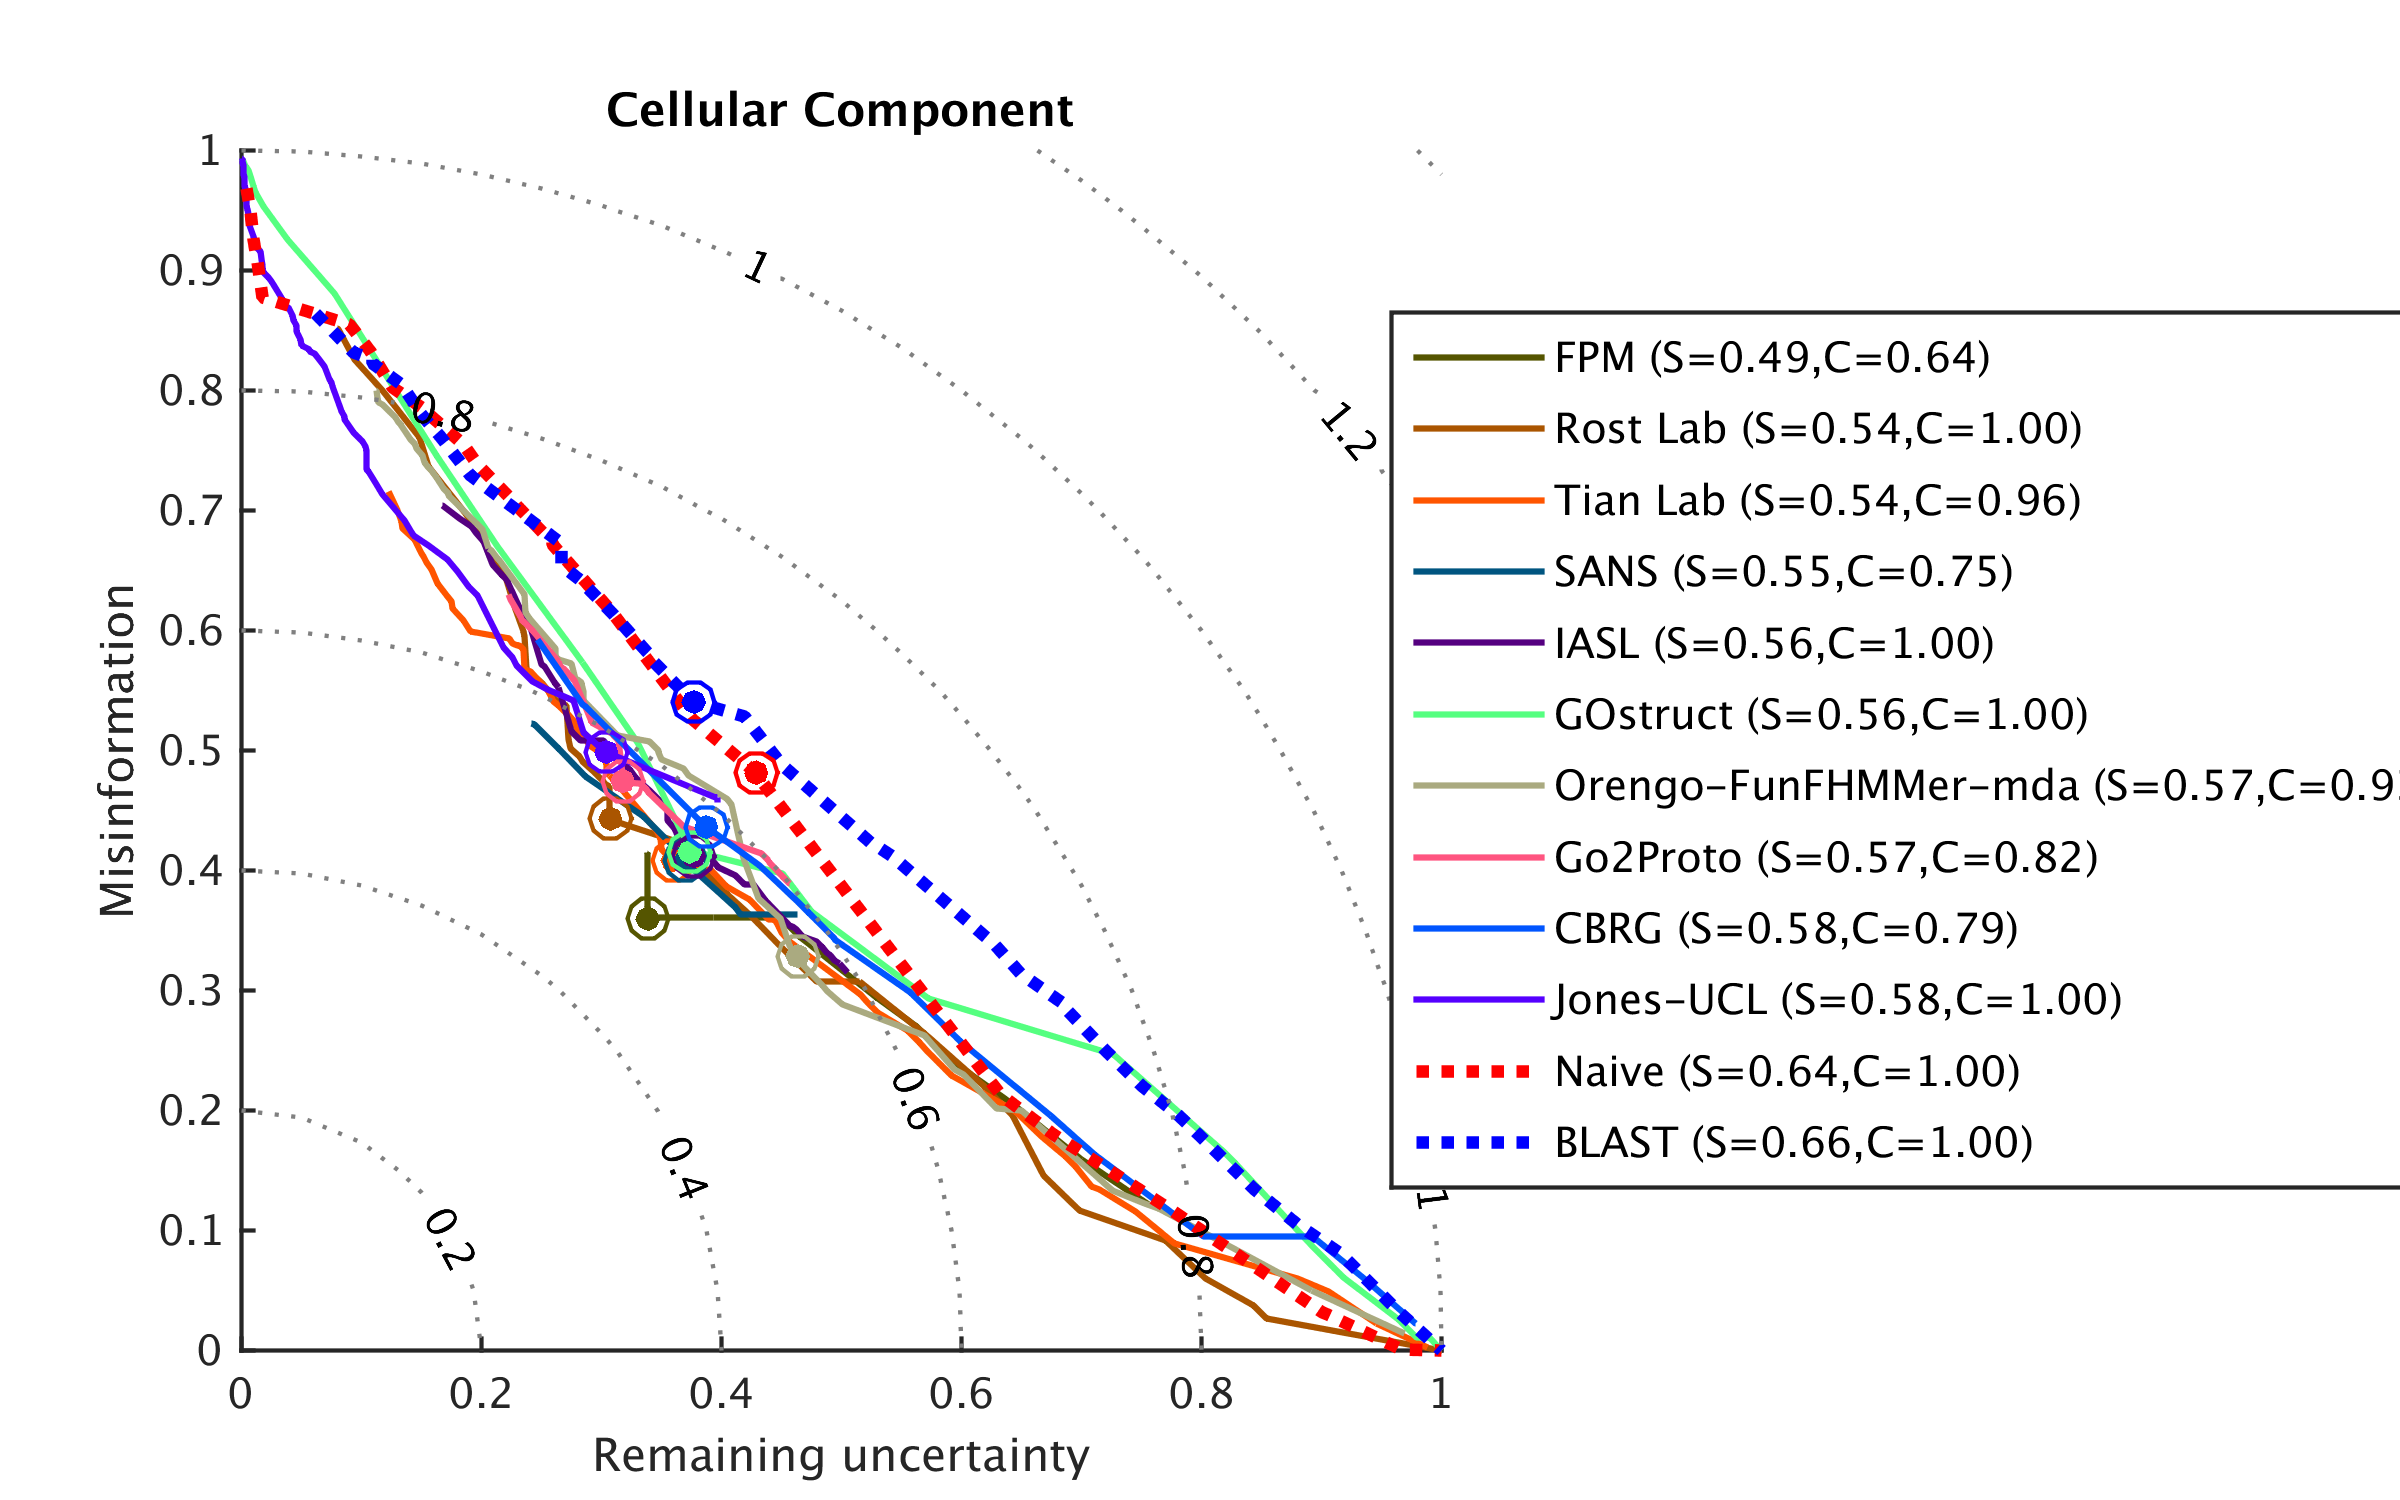 Cellular Component
1
0.9
0.8
0.7
0.6
0.5
0.4
0.3
0.2
0.1
0
Misinformation
0 0.2 0.4 0.6 0.8 1
Remaining uncertainty
0.2
0.4
0.6
0.8
0.8
1
1
1.2
FPM (S=0.49,C=0.64)
Rost Lab (S=0.54,C=1.00)
Tian Lab (S=0.54,C=0.96)
SANS (S=0.55,C=0.75)
IASL (S=0.56,C=1.00)
GOstruct (S=0.56,C=1.00)
Orengo-FunFHMMer-mda (S=0.57,C=0.9
Go2Proto (S=0.57,C=0.82)
CBRG (S=0.58,C=0.79)
Jones-UCL (S=0.58,C=1.00)
Naive (S=0.64,C=1.00)
BLAST (S=0.66,C=1.00)